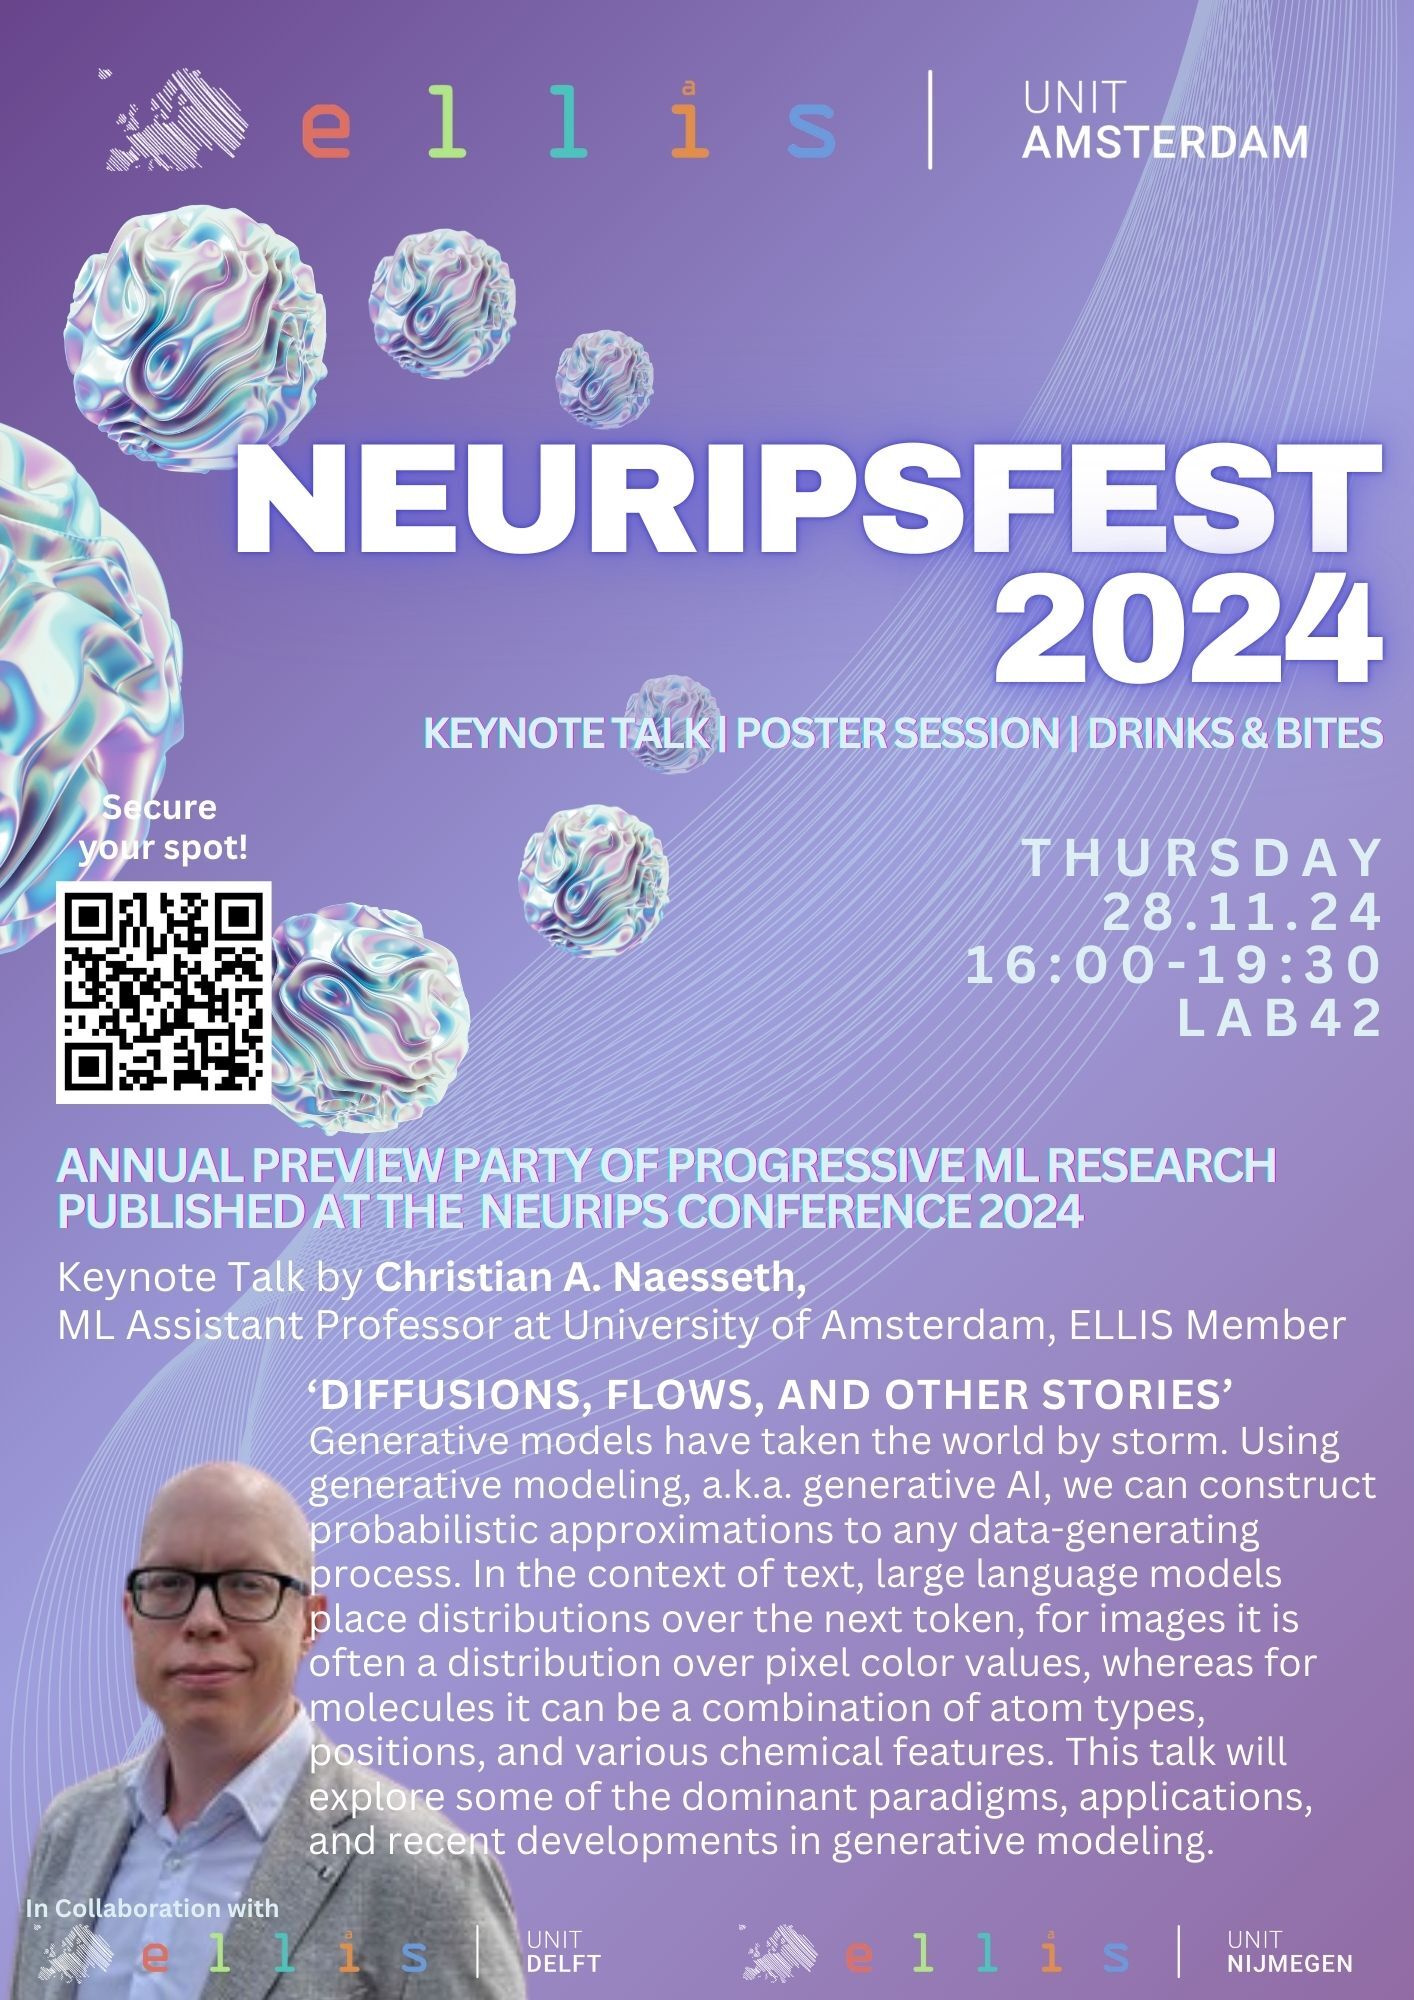 ellis
a
UNIT
AMSTERDAM
NEURIPSFEST
2024
KEYNOTE TALK | POSTER SESSION | DRINKS & BITES
Secure
your spot!
THURSDAY
28.11.24
16:00-19:30
LAB42
ANNUAL PREVIEW PARTY OF PROGRESSIVE ML RESEARCH
PUBLISHED AT THE NEURIPS CONFERENCE 2024
Keynote Talk by Christian A. Naesseth,
ML Assistant Professor at University of Amsterdam, ELLIS Member
‘DIFFUSIONS, FLOWS, AND OTHER STORIES’
Generative models have taken the world by storm. Using
generative modeling, a.k.a. generative AI, we can construct
probabilistic approximations to any data-generating
process. In the context of text, large language models
place distributions over the next token, for images it is
often a distribution over pixel color values, whereas for
molecules it can be a combination of atom types,
positions, and various chemical features. This talk will
explore some of the dominant paradigms, applications,
and recent developments in generative modeling.
In Collaboration with
ellis
a
UNIT
DELFT
ellis
a
UNIT
NIJMEGEN